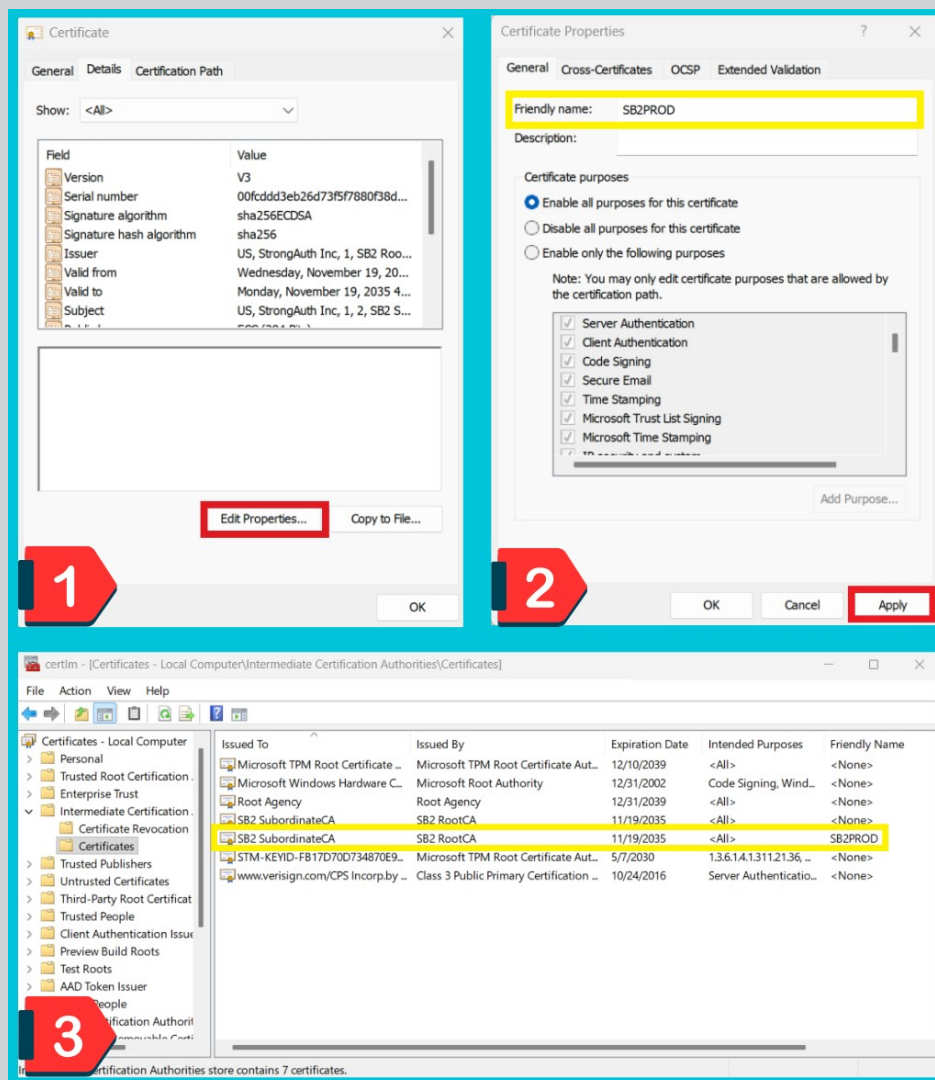 Certificate
General Details Certification Path
Show: <All>
Field Value
Version V3
Serial number 00fcddd3eb26d73f5f7880f38d...
Signature algorithm sha256ECDSA
Signature hash algorithm sha256
Issuer US, StrongAuth Inc, 1, SB2 Roo...
Valid from Wednesday, November 19, 20...
Valid to Monday, November 19, 2035 4...
Subject US, StrongAuth Inc, 1, 2, SB2 S...
Edit Properties... Copy to File...
OK
1
Certificate Properties ?
General Cross-Certificates OCSP Extended Validation
Friendly name: SB2PROD
Description:
Certificate purposes
Enable all purposes for this certificate
Disable all purposes for this certificate
Enable only the following purposes
Note: You may only edit certificate purposes that are allowed by
the certification path.
Server Authentication
Client Authentication
Code Signing
Secure Email
Time Stamping
Microsoft Trust List Signing
Microsoft Time Stamping
Add Purpose...
OK Cancel Apply
2
certlm - [Certificates - Local Computer\Intermediate Certification Authorities\Certificates]
File Action View Help
Certificates - Local Computer
Personal
Trusted Root Certification .
Enterprise Trust
Intermediate Certification .
Certificate Revocation
Certificates
Trusted Publishers
Untrusted Certificates
Third-Party Root Certificat
Trusted People
Client Authentication Issue
Preview Build Roots
Test Roots
AAD Token Issuer
People
ification Authorit
Issued To Issued By Expiration Date Intended Purposes Friendly Name
Microsoft TPM Root Certificate ... Microsoft TPM Root Certificate Aut... 12/10/2039 <All> <None>
Microsoft Windows Hardware C... Microsoft Root Authority 12/31/2002 Code Signing, Wind... <None>
Root Agency Root Agency 12/31/2039 <All> <None>
SB2 SubordinateCA SB2 RootCA 11/19/2035 <All> <None>
SB2 SubordinateCA SB2 RootCA 11/19/2035 <All> SB2PROD
STM-KEYID-FB17D70D734870E9... Microsoft TPM Root Certificate Aut... 5/7/2030 1.3.6.1.4.1.311.21.36, ... <None>
www.verisign.com/CPS Incorp.by ... Class 3 Public Primary Certification ... 10/24/2016 Server Authenticatio... <None>
3
ertification Authorities store contains 7 certificates.